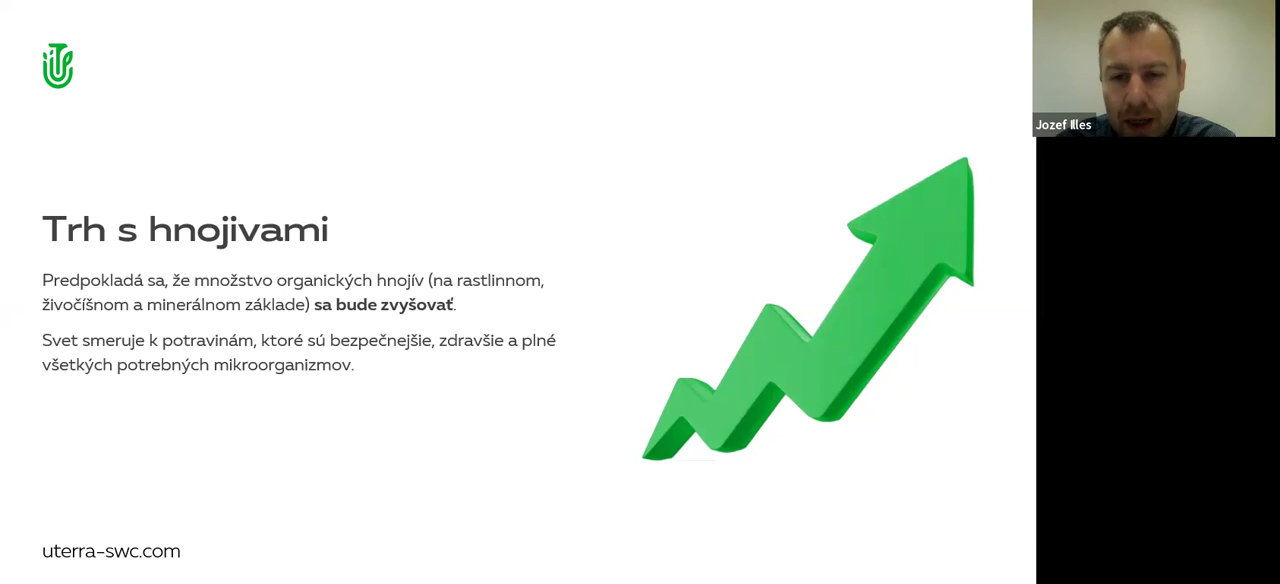 Jozef Illes
Trh s hnojivami
Predpokladá sa, že množstvo organických hnojív (na rastlinnom,
živočíšnom a minerálnom základe) sa bude zvyšovať.
Svet smeruje k potravinám, ktoré sú bezpečnejšie, zdravšie a plné
všetkých potrebných mikroorganizmov.
uterra-swc.com